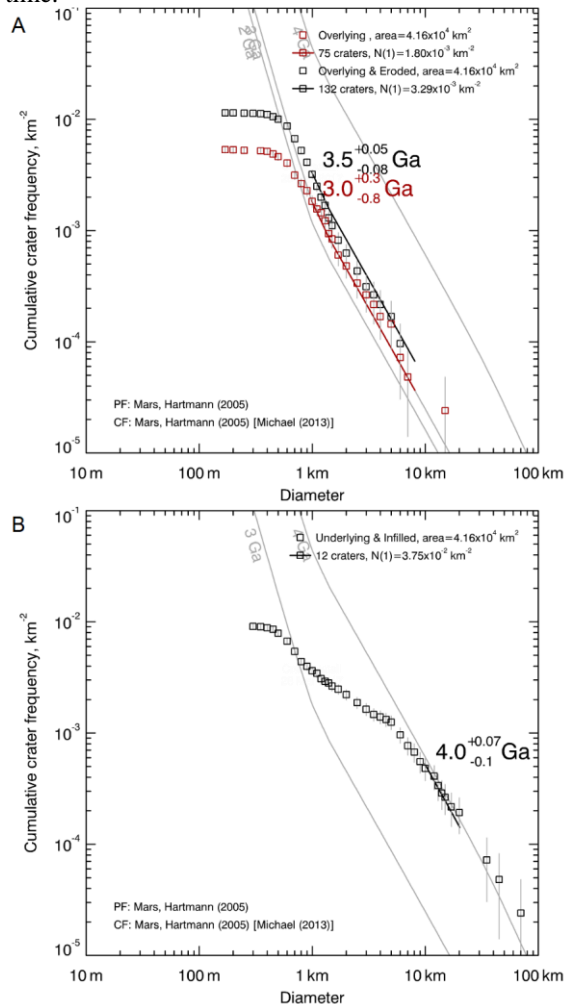 time.
A
10⁻¹
10⁻²
10⁻³
10⁻⁴
10⁻⁵
Cumulative crater frequency, km⁻²
2 Ga
3 Ga
4 Ga
Overlying , area=4.16x10⁴ km²
75 craters, N(1)=1.80x10⁻³ km⁻²
Overlying & Eroded, area=4.16x10⁴ km²
132 craters, N(1)=3.29x10⁻³ km⁻²
3.5 +0.05 -0.08 Ga
3.0 +0.3 -0.8 Ga
PF: Mars, Hartmann (2005)
CF: Mars, Hartmann (2005) [Michael (2013)]
10 m 100 m 1 km 10 km 100 km
Diameter
B
10⁻¹
10⁻²
10⁻³
10⁻⁴
10⁻⁵
Cumulative crater frequency, km⁻²
3 Ga
4 Ga
Underlying & Infilled, area=4.16x10⁴ km²
12 craters, N(1)=3.75x10⁻² km⁻²
4.0 +0.07 -0.1 Ga
PF: Mars, Hartmann (2005)
CF: Mars, Hartmann (2005) [Michael (2013)]
10 m 100 m 1 km 10 km 100 km
Diameter